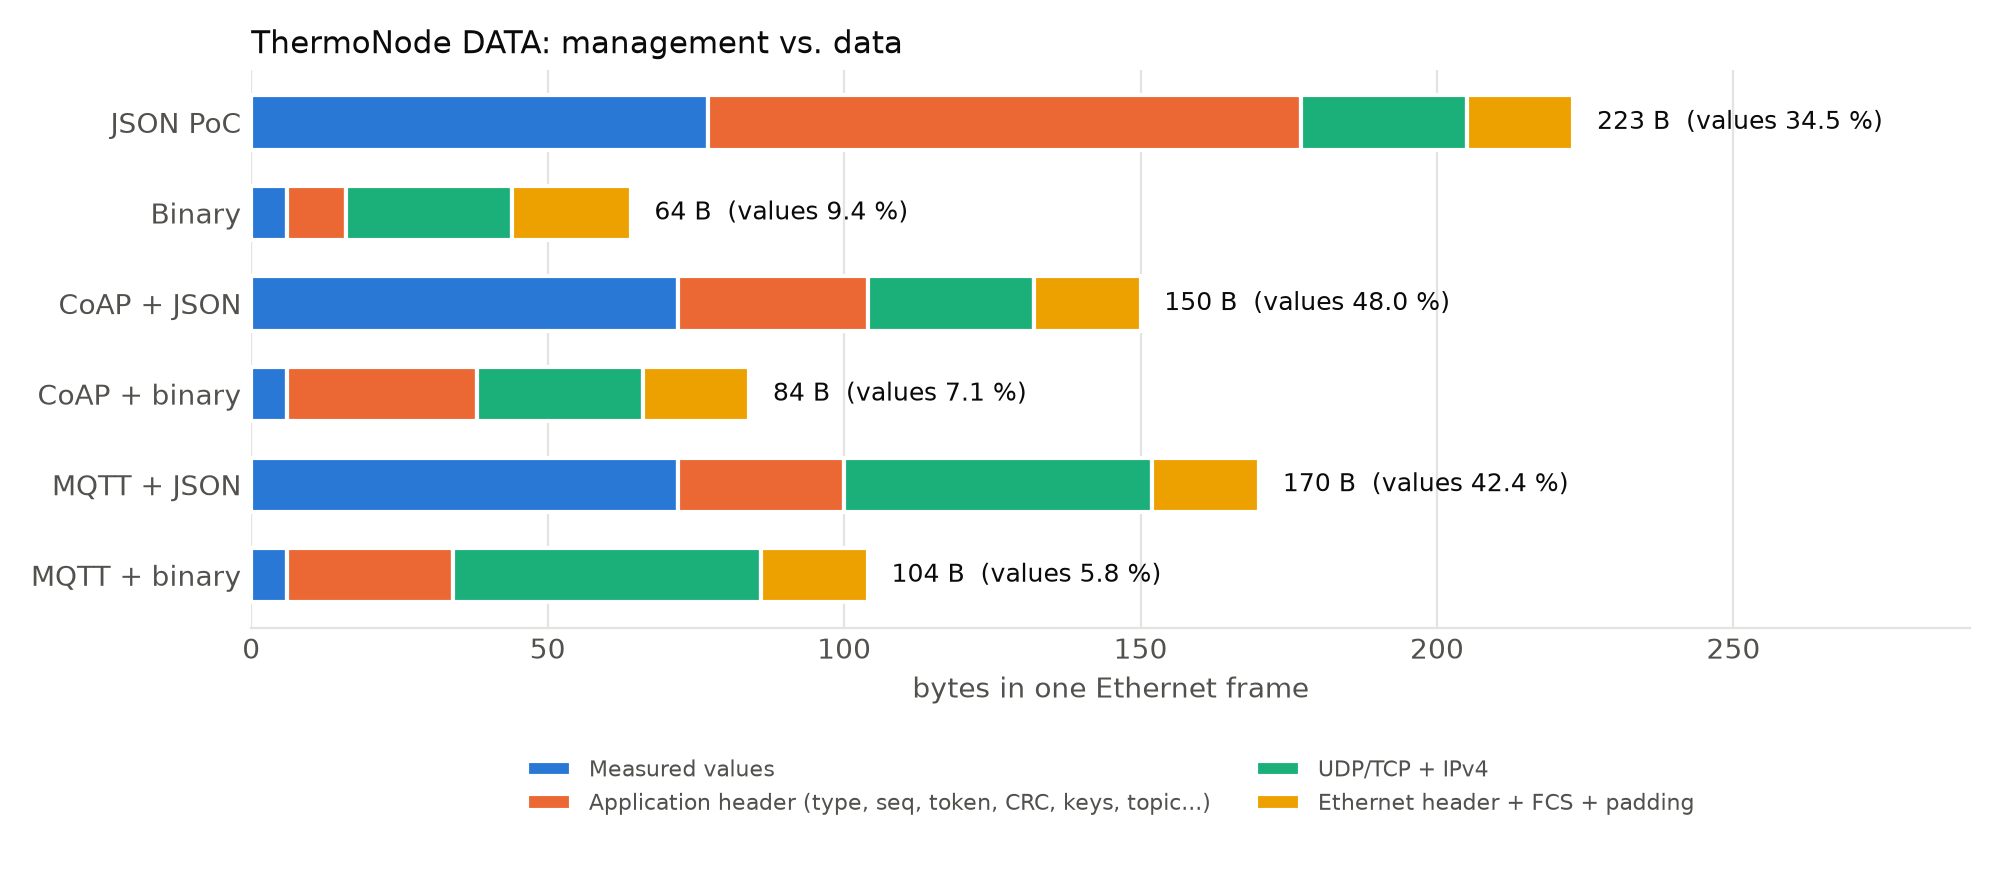 ThermoNode DATA: management vs. data
JSON PoC
223 B  (values 34.5 %)
Binary
64 B  (values 9.4 %)
CoAP + JSON
150 B  (values 48.0 %)
CoAP + binary
84 B  (values 7.1 %)
MQTT + JSON
170 B  (values 42.4 %)
MQTT + binary
104 B  (values 5.8 %)
0 50 100 150 200 250
bytes in one Ethernet frame
Measured values
Application header (type, seq, token, CRC, keys, topic...)
UDP/TCP + IPv4
Ethernet header + FCS + padding